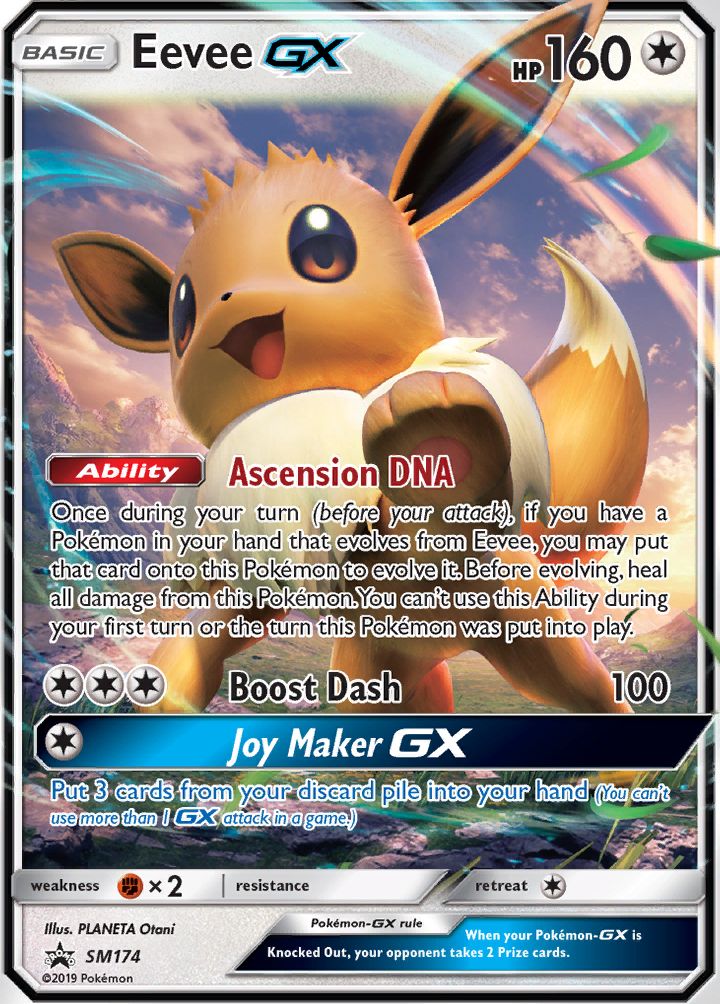 BASIC Eevee GX HP 160
Ability Ascension DNA
Once during your turn (before your attack), if you have a
Pokémon in your hand that evolves from Eevee, you may put
that card onto this Pokémon to evolve it. Before evolving, heal
all damage from this Pokémon. You can't use this Ability during
your first turn or the turn this Pokémon was put into play.
Boost Dash 100
Joy Maker GX
Put 3 cards from your discard pile into your hand (You can't
use more than 1 GX attack in a game.)
weakness ×2 resistance retreat
Illus. PLANETA Otani
Pokémon-GX rule
When your Pokémon-GX is
Knocked Out, your opponent takes 2 Prize cards.
PROMO SM174
©2019 Pokémon